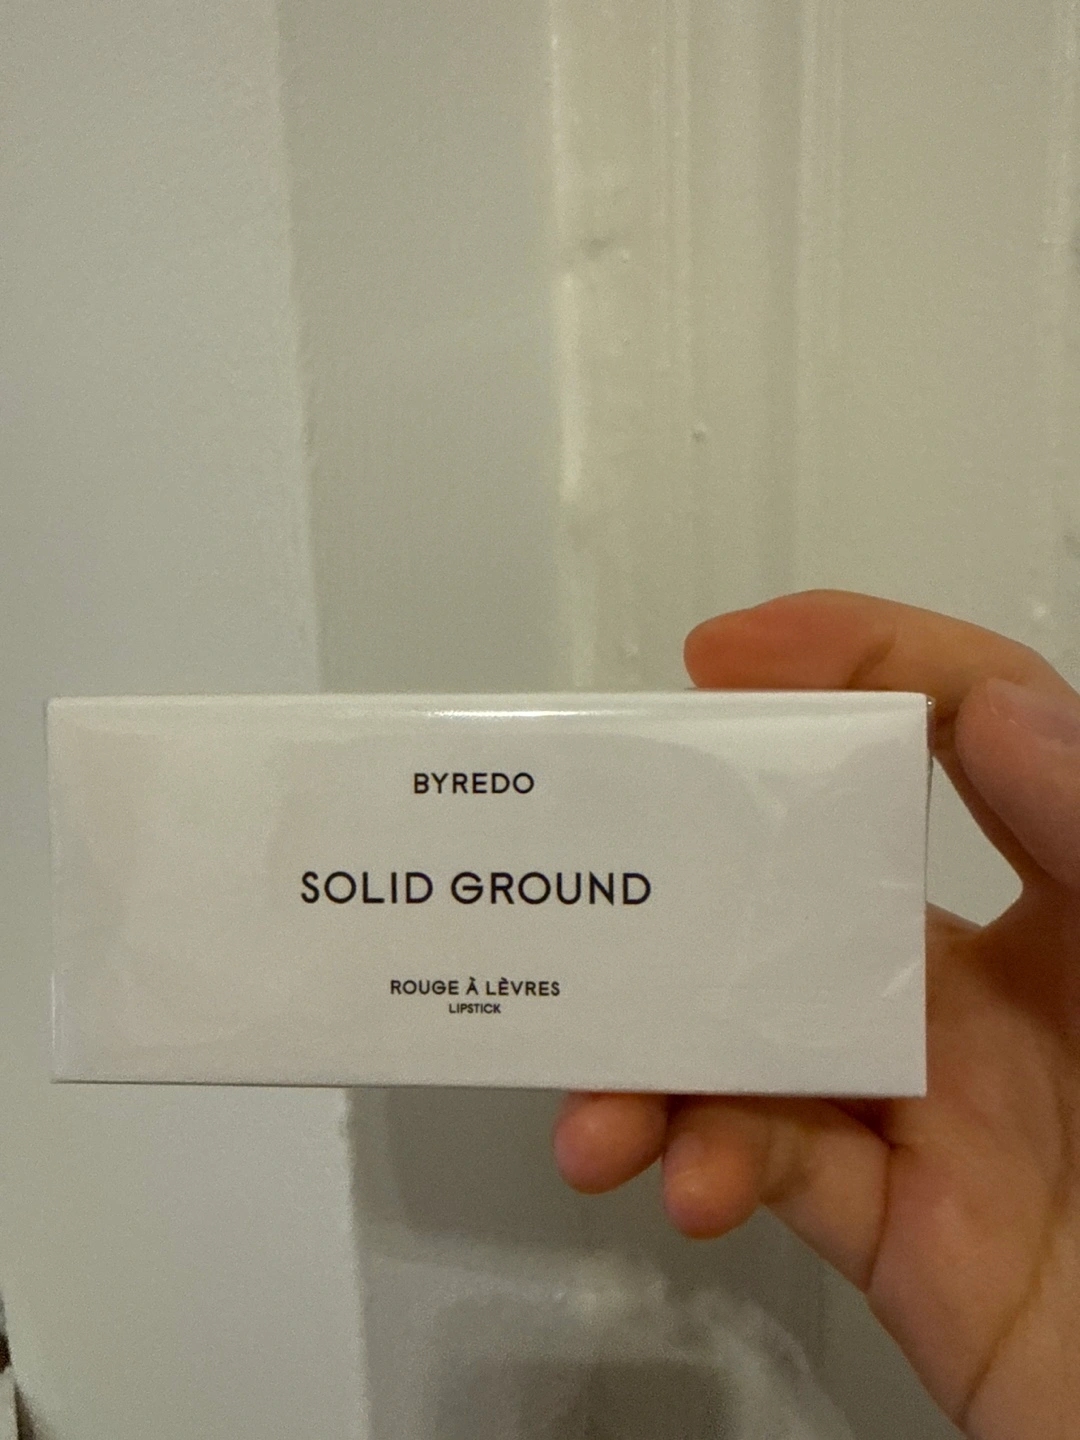 BYREDO
SOLID GROUND
ROUGE À LÈVRES
LIPSTICK